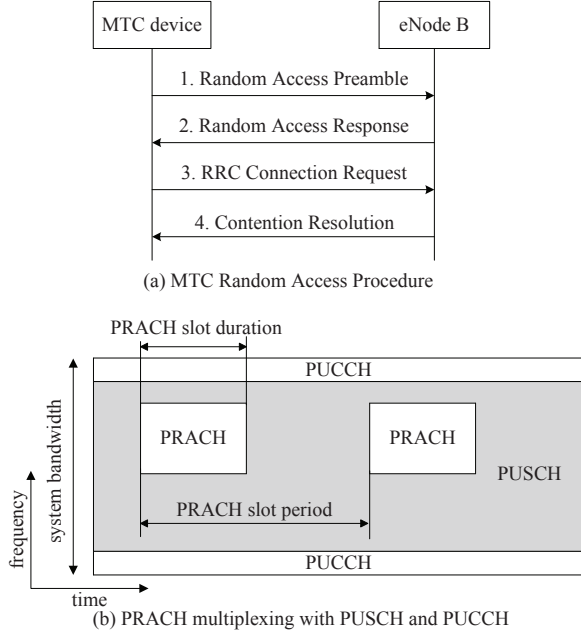 MTC device
eNode B
1. Random Access Preamble
2. Random Access Response
3. RRC Connection Request
4. Contention Resolution
(a) MTC Random Access Procedure
PRACH slot duration
PUCCH
PRACH
PRACH
PUSCH
PRACH slot period
PUCCH
system bandwidth
frequency
time
(b) PRACH multiplexing with PUSCH and PUCCH